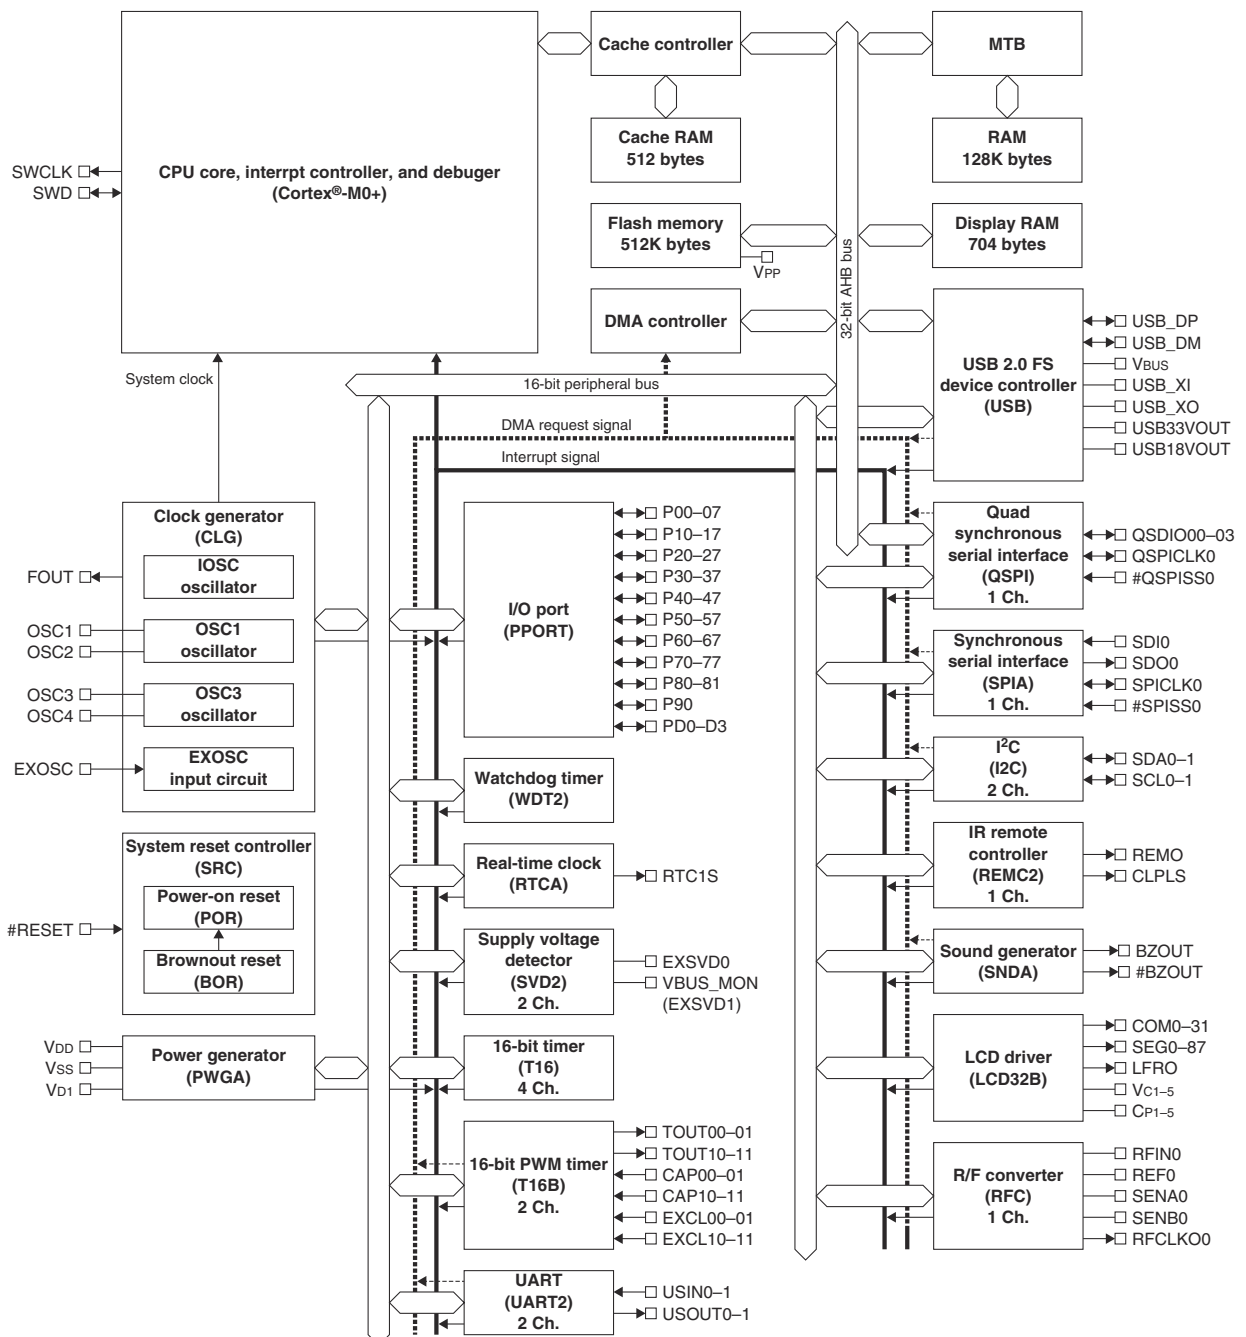 CPU core, interrpt controller, and debuger
(Cortex®-M0+)
SWCLK
SWD
Cache controller
MTB
Cache RAM
512 bytes
RAM
128K bytes
Flash memory
512K bytes
VPP
Display RAM
704 bytes
32-bit AHB bus
DMA controller
USB 2.0 FS
device controller
(USB)
USB_DP
USB_DM
VBUS
USB_XI
USB_XO
USB33VOUT
USB18VOUT
System clock
16-bit peripheral bus
DMA request signal
Interrupt signal
Clock generator
(CLG)
IOSC
oscillator
OSC1
oscillator
OSC3
oscillator
EXOSC
input circuit
FOUT
OSC1
OSC2
OSC3
OSC4
EXOSC
I/O port
(PPORT)
P00–07
P10–17
P20–27
P30–37
P40–47
P50–57
P60–67
P70–77
P80–81
P90
PD0–D3
Quad
synchronous
serial interface
(QSPI)
1 Ch.
QSDIO00–03
QSPICLK0
#QSPISS0
Synchronous
serial interface
(SPIA)
1 Ch.
SDI0
SDO0
SPICLK0
#SPISS0
Watchdog timer
(WDT2)
I2C
(I2C)
2 Ch.
SDA0–1
SCL0–1
System reset controller
(SRC)
Power-on reset
(POR)
Brownout reset
(BOR)
#RESET
Real-time clock
(RTCA)
RTC1S
IR remote
controller
(REMC2)
1 Ch.
REMO
CLPLS
Supply voltage
detector
(SVD2)
2 Ch.
EXSVD0
VBUS_MON
(EXSVD1)
Sound generator
(SNDA)
BZOUT
#BZOUT
VDD
VSS
VD1
Power generator
(PWGA)
16-bit timer
(T16)
4 Ch.
LCD driver
(LCD32B)
COM0–31
SEG0–87
LFRO
VC1–5
CP1–5
16-bit PWM timer
(T16B)
2 Ch.
TOUT00–01
TOUT10–11
CAP00–01
CAP10–11
EXCL00–01
EXCL10–11
R/F converter
(RFC)
1 Ch.
RFIN0
REF0
SENA0
SENB0
RFCLKO0
UART
(UART2)
2 Ch.
USIN0–1
USOUT0–1